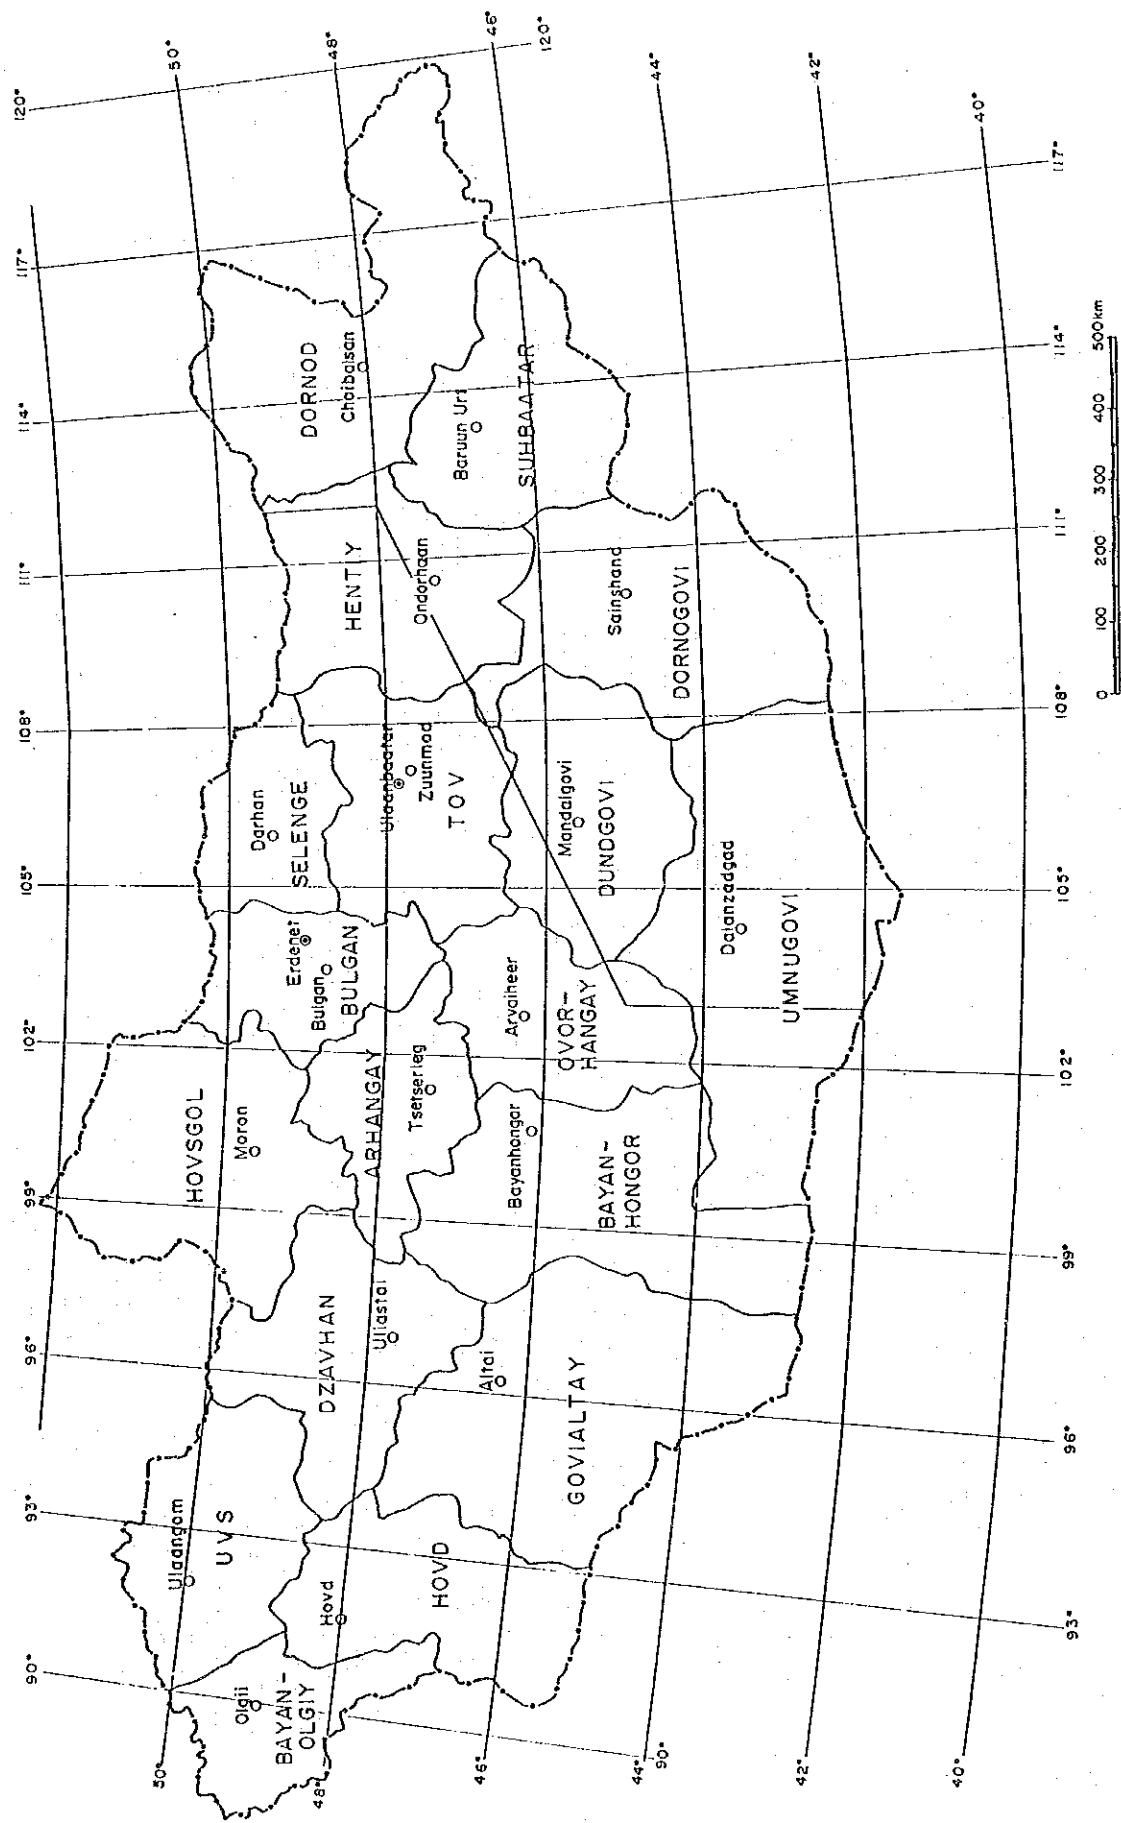 120°
117°
114°
111°
108°
105°
102°
99°
96°
93°
90°
50°
48°
46°
120°
44°
42°
40°
117°
114°
111°
108°
105°
102°
99°
96°
93°
50°
48°
46°
44°
90°
42°
40°
BAYAN-
OLGIY
Olgii
UVS
Ulaangom
HOVD
Hovd
DZAVHAN
Uliastai
GOVIALTAY
Altai
HOVSGOL
Moron
ARHANGAY
Tsetserleg
BAYAN-
HONGOR
Bayanhongor
BULGAN
Bulgan
Erdenet
OVOR-
HANGAY
Arvaiheer
SELENGE
Darhan
TOV
Ulaanbaatar
Zuunmod
DUNDGOVI
Mandalgovi
UMNUGOVI
Dalanzadgad
HENTIY
Ondorhaan
DORNOGOVI
Sainshand
DORNOD
Choibalsan
SUHBAATAR
Baruun Urt
0 100 200 300 400 500km